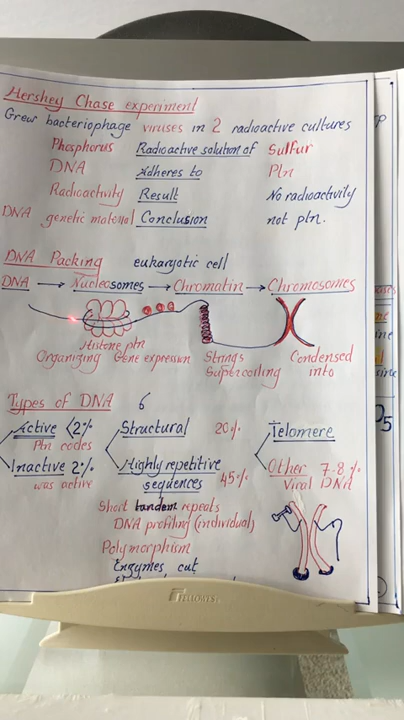 Hershey Chase experiment
Grew bacteriophage viruses in 2 radioactive cultures
Phosphorus Radioactive solution of Sulfur
DNA Adheres to Ptn
Radioactivity Result No radioactivity
DNA genetic material Conclusion not ptn.
DNA Packing eukaryotic cell
DNA → Nucleosomes → Chromatin → Chromosomes
Histone ptn
Organizing Gene expression Strings Condensed
Supercoiling into
Types of DNA 6
Active <2% Structural 20% Telomere
Ptn codes
Inactive 2% Highly repetitive Other 7-8%
was active sequences 45% Viral DNA
Short tandem repeats
DNA profiling (individual)
Polymorphism
Enzymes cut
FELLOWES